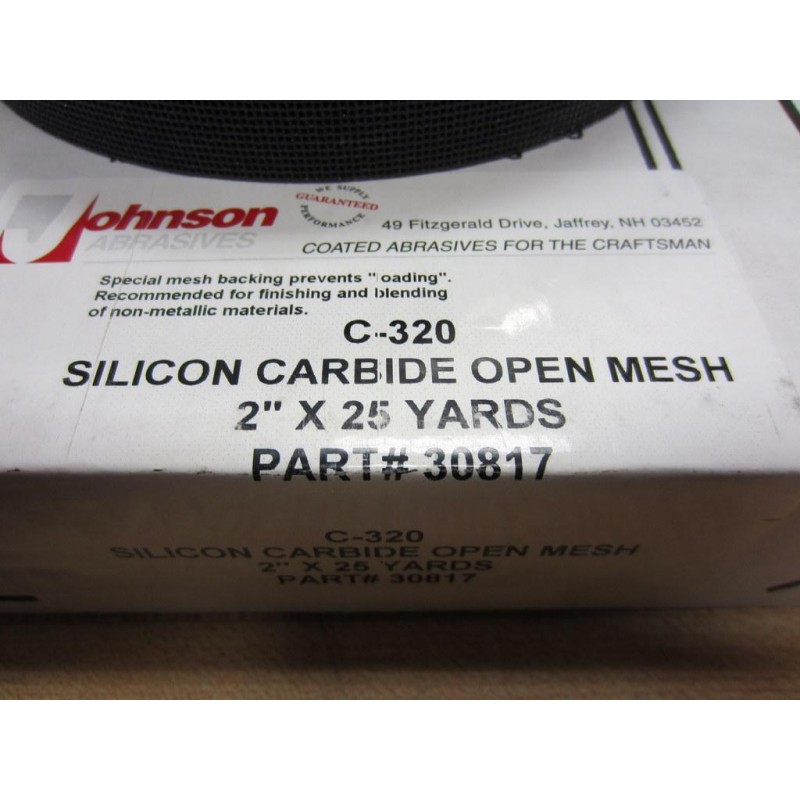 Johnson
ABRASIVES
WE SUPPLY
GUARANTEED
PERFORMANCE
49 Fitzgerald Drive, Jaffrey, NH 03452
COATED ABRASIVES FOR THE CRAFTSMAN
Special mesh backing prevents "loading".
Recommended for finishing and blending
of non-metallic materials.
C-320
SILICON CARBIDE OPEN MESH
2" X 25 YARDS
PART# 30817
C-320
SILICON CARBIDE OPEN MESH
2" X 25 YARDS
PART# 30817